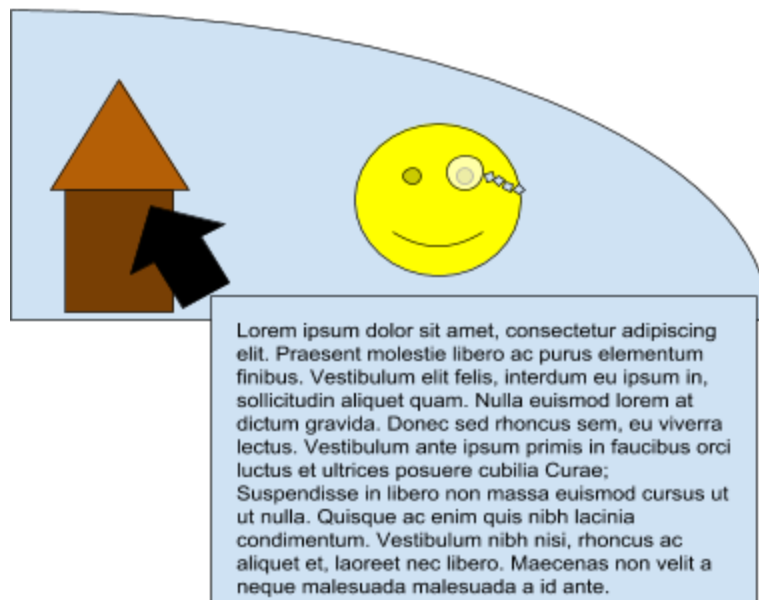 Lorem ipsum dolor sit amet, consectetur adipiscing
elit. Praesent molestie libero ac purus elementum
finibus. Vestibulum elit felis, interdum eu ipsum in,
sollicitudin aliquet quam. Nulla euismod lorem at
dictum gravida. Donec sed rhoncus sem, eu viverra
lectus. Vestibulum ante ipsum primis in faucibus orci
luctus et ultrices posuere cubilia Curae;
Suspendisse in libero non massa euismod cursus ut
ut nulla. Quisque ac enim quis nibh lacinia
condimentum. Vestibulum nibh nisi, rhoncus ac
aliquet et, laoreet nec libero. Maecenas non velit a
neque malesuada malesuada a id ante.